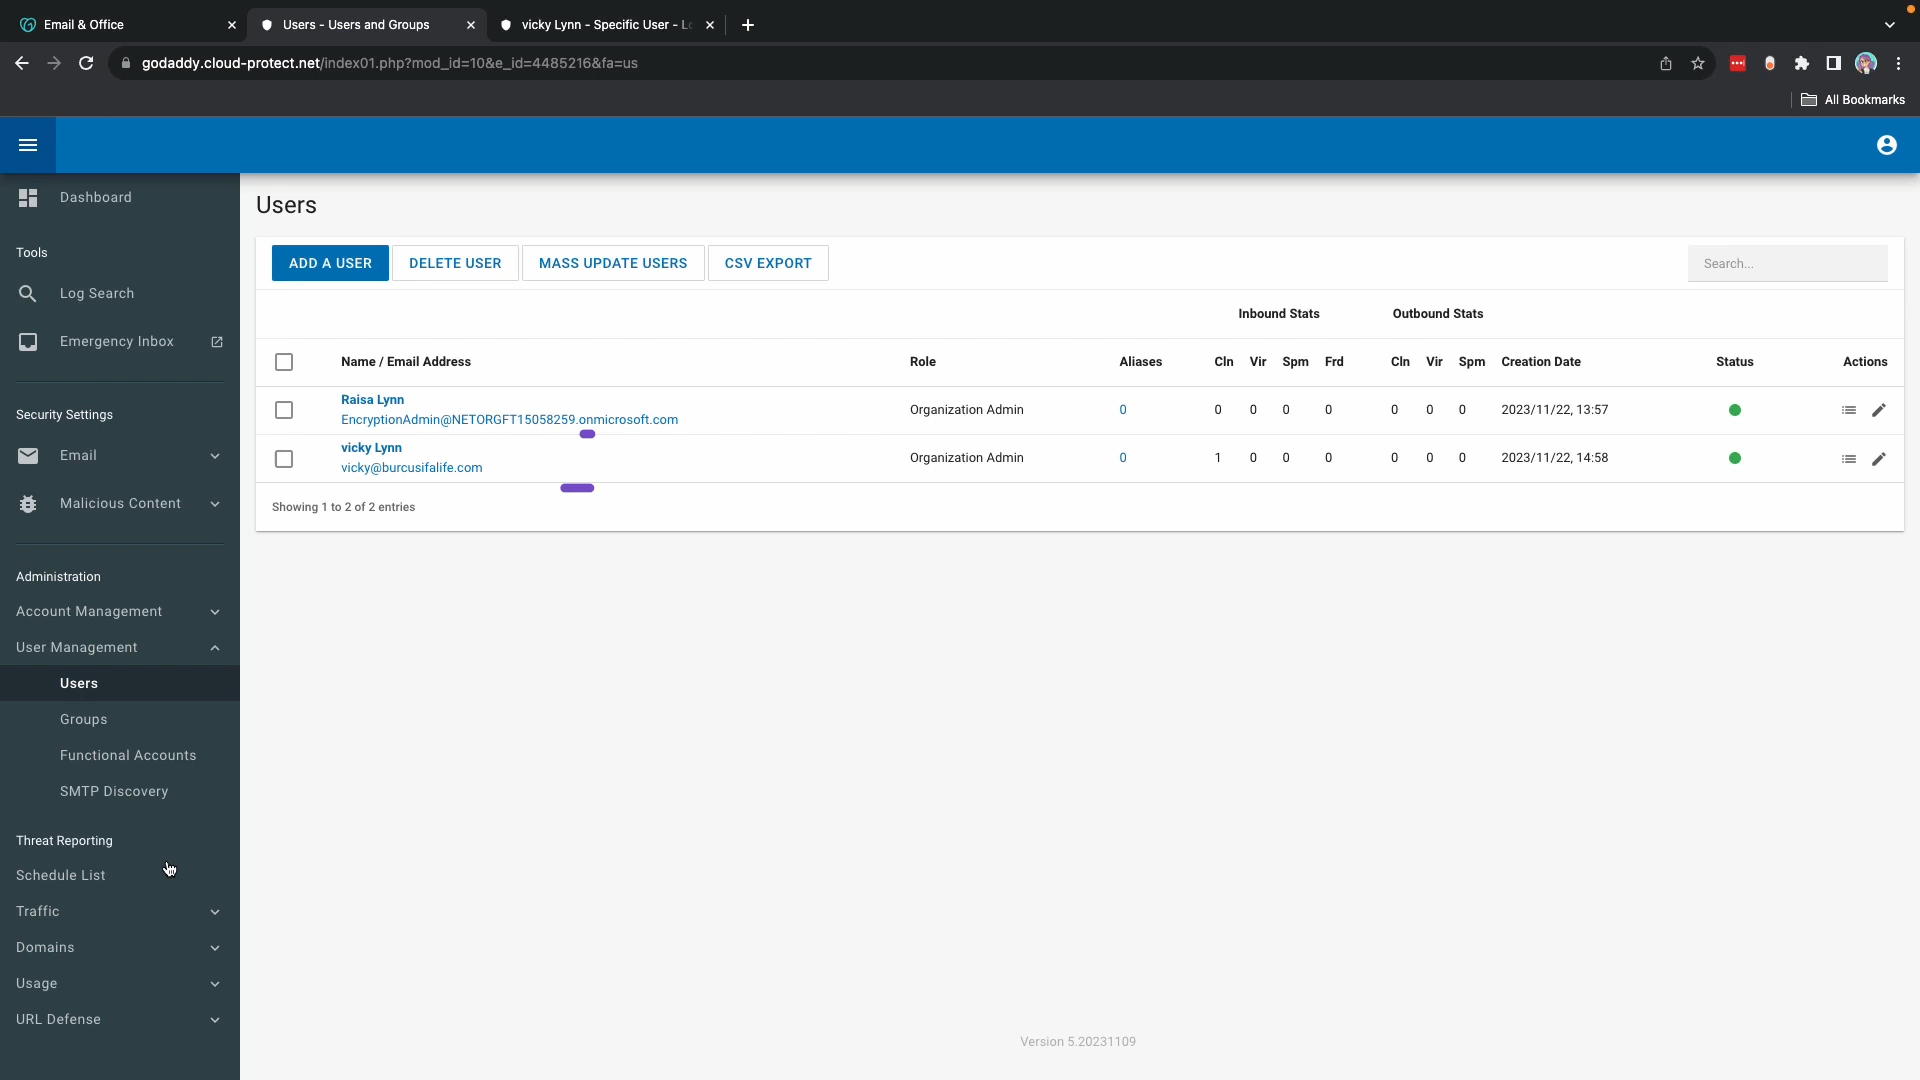 Email & Office
Users - Users and Groups
vicky Lynn - Specific User - Lo
godaddy.cloud-protect.net/index01.php?mod_id=10&e_id=4485216&fa=us
All Bookmarks
Dashboard
Tools
Log Search
Emergency Inbox
Security Settings
Email
Malicious Content
Administration
Account Management
User Management
Users
Groups
Functional Accounts
SMTP Discovery
Threat Reporting
Schedule List
Traffic
Domains
Usage
URL Defense
Users
ADD A USER DELETE USER MASS UPDATE USERS CSV EXPORT Search...
Inbound Stats Outbound Stats
Name / Email Address Role Aliases Cln Vir Spm Frd Cln Vir Spm Creation Date Status Actions
Raisa Lynn
EncryptionAdmin@NETORGFT15058259.onmicrosoft.com Organization Admin 0 0 0 0 0 0 0 0 2023/11/22, 13:57
vicky Lynn
vicky@burcusifalife.com Organization Admin 0 1 0 0 0 0 0 0 2023/11/22, 14:58
Showing 1 to 2 of 2 entries
Version 5.20231109